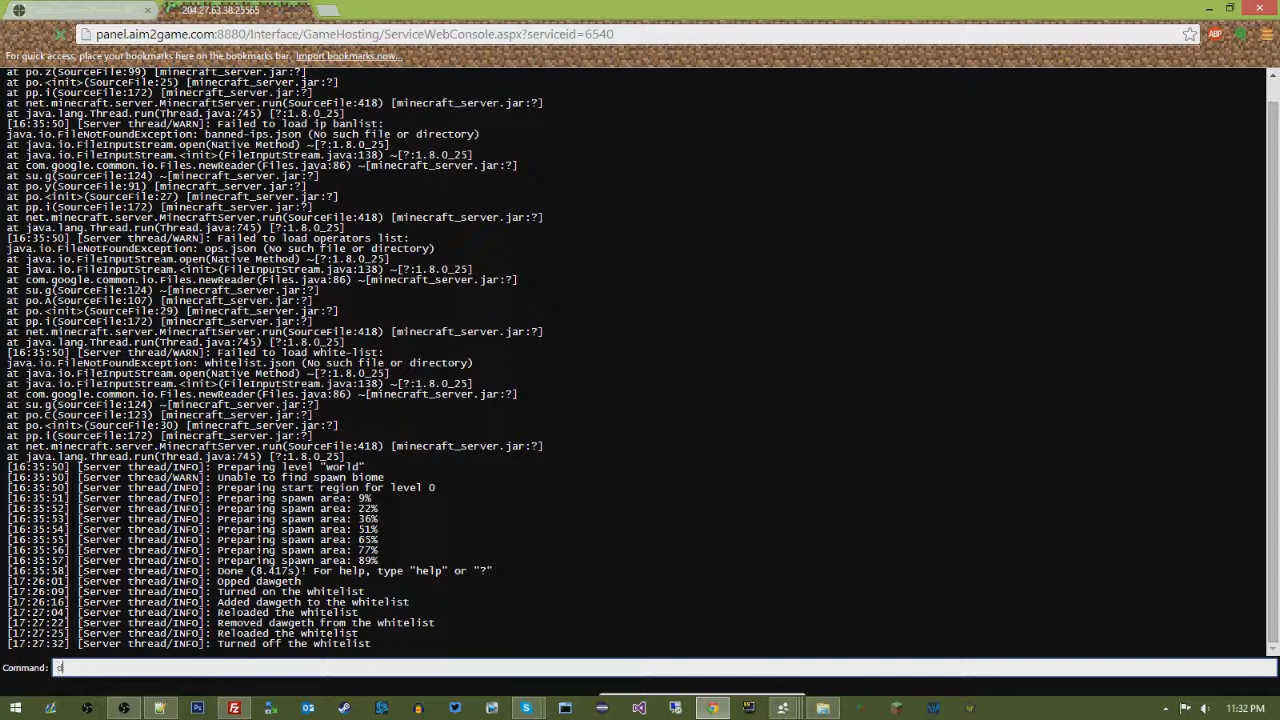 204.27.63.38:25565
panel.aim2game.com:8880/Interface/GameHosting/ServiceWebConsole.aspx?serviceid=6540
ABP
For quick access, place your bookmarks here on the bookmarks bar. Import bookmarks now...
at po.z(SourceFile:99) [minecraft_server.jar:?]
at po.<init>(SourceFile:25) [minecraft_server.jar:?]
at pp.i(SourceFile:172) [minecraft_server.jar:?]
at net.minecraft.server.MinecraftServer.run(SourceFile:418) [minecraft_server.jar:?]
at java.lang.Thread.run(Thread.java:745) [?:1.8.0_25]
[16:35:50] [Server thread/WARN]: Failed to load ip banlist:
java.io.FileNotFoundException: banned-ips.json (No such file or directory)
at java.io.FileInputStream.open(Native Method) ~[?:1.8.0_25]
at java.io.FileInputStream.<init>(FileInputStream.java:138) ~[?:1.8.0_25]
at com.google.common.io.Files.newReader(Files.java:86) ~[minecraft_server.jar:?]
at su.g(SourceFile:124) ~[minecraft_server.jar:?]
at po.y(SourceFile:91) [minecraft_server.jar:?]
at po.<init>(SourceFile:27) [minecraft_server.jar:?]
at pp.i(SourceFile:172) [minecraft_server.jar:?]
at net.minecraft.server.MinecraftServer.run(SourceFile:418) [minecraft_server.jar:?]
at java.lang.Thread.run(Thread.java:745) [?:1.8.0_25]
[16:35:50] [Server thread/WARN]: Failed to load operators list:
java.io.FileNotFoundException: ops.json (No such file or directory)
at java.io.FileInputStream.open(Native Method) ~[?:1.8.0_25]
at java.io.FileInputStream.<init>(FileInputStream.java:138) ~[?:1.8.0_25]
at com.google.common.io.Files.newReader(Files.java:86) ~[minecraft_server.jar:?]
at su.g(SourceFile:124) ~[minecraft_server.jar:?]
at po.A(SourceFile:107) [minecraft_server.jar:?]
at po.<init>(SourceFile:29) [minecraft_server.jar:?]
at pp.i(SourceFile:172) [minecraft_server.jar:?]
at net.minecraft.server.MinecraftServer.run(SourceFile:418) [minecraft_server.jar:?]
at java.lang.Thread.run(Thread.java:745) [?:1.8.0_25]
[16:35:50] [Server thread/WARN]: Failed to load white-list:
java.io.FileNotFoundException: whitelist.json (No such file or directory)
at java.io.FileInputStream.open(Native Method) ~[?:1.8.0_25]
at java.io.FileInputStream.<init>(FileInputStream.java:138) ~[?:1.8.0_25]
at com.google.common.io.Files.newReader(Files.java:86) ~[minecraft_server.jar:?]
at su.g(SourceFile:124) ~[minecraft_server.jar:?]
at po.C(SourceFile:123) [minecraft_server.jar:?]
at po.<init>(SourceFile:30) [minecraft_server.jar:?]
at pp.i(SourceFile:172) [minecraft_server.jar:?]
at net.minecraft.server.MinecraftServer.run(SourceFile:418) [minecraft_server.jar:?]
at java.lang.Thread.run(Thread.java:745) [?:1.8.0_25]
[16:35:50] [Server thread/INFO]: Preparing level "world"
[16:35:50] [Server thread/WARN]: Unable to find spawn biome
[16:35:50] [Server thread/INFO]: Preparing start region for level 0
[16:35:51] [Server thread/INFO]: Preparing spawn area: 9%
[16:35:52] [Server thread/INFO]: Preparing spawn area: 22%
[16:35:53] [Server thread/INFO]: Preparing spawn area: 36%
[16:35:54] [Server thread/INFO]: Preparing spawn area: 51%
[16:35:55] [Server thread/INFO]: Preparing spawn area: 65%
[16:35:56] [Server thread/INFO]: Preparing spawn area: 77%
[16:35:57] [Server thread/INFO]: Preparing spawn area: 89%
[16:35:58] [Server thread/INFO]: Done (8.417s)! For help, type "help" or "?"
[17:26:01] [Server thread/INFO]: Opped dawgeth
[17:26:09] [Server thread/INFO]: Turned on the whitelist
[17:26:16] [Server thread/INFO]: Added dawgeth to the whitelist
[17:27:04] [Server thread/INFO]: Reloaded the whitelist
[17:27:22] [Server thread/INFO]: Removed dawgeth from the whitelist
[17:27:25] [Server thread/INFO]: Reloaded the whitelist
[17:27:32] [Server thread/INFO]: Turned off the whitelist
Command:
11:32 PM